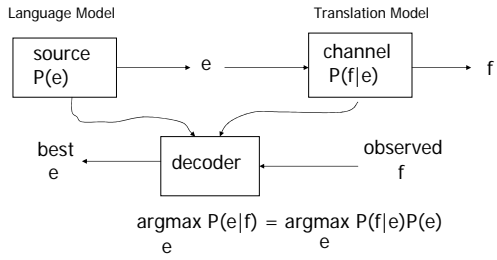 Language Model
Translation Model
source
P(e)
e
channel
P(f|e)
f
best
e
decoder
observed
f
argmax P(e|f) = argmax P(f|e)P(e)
e e